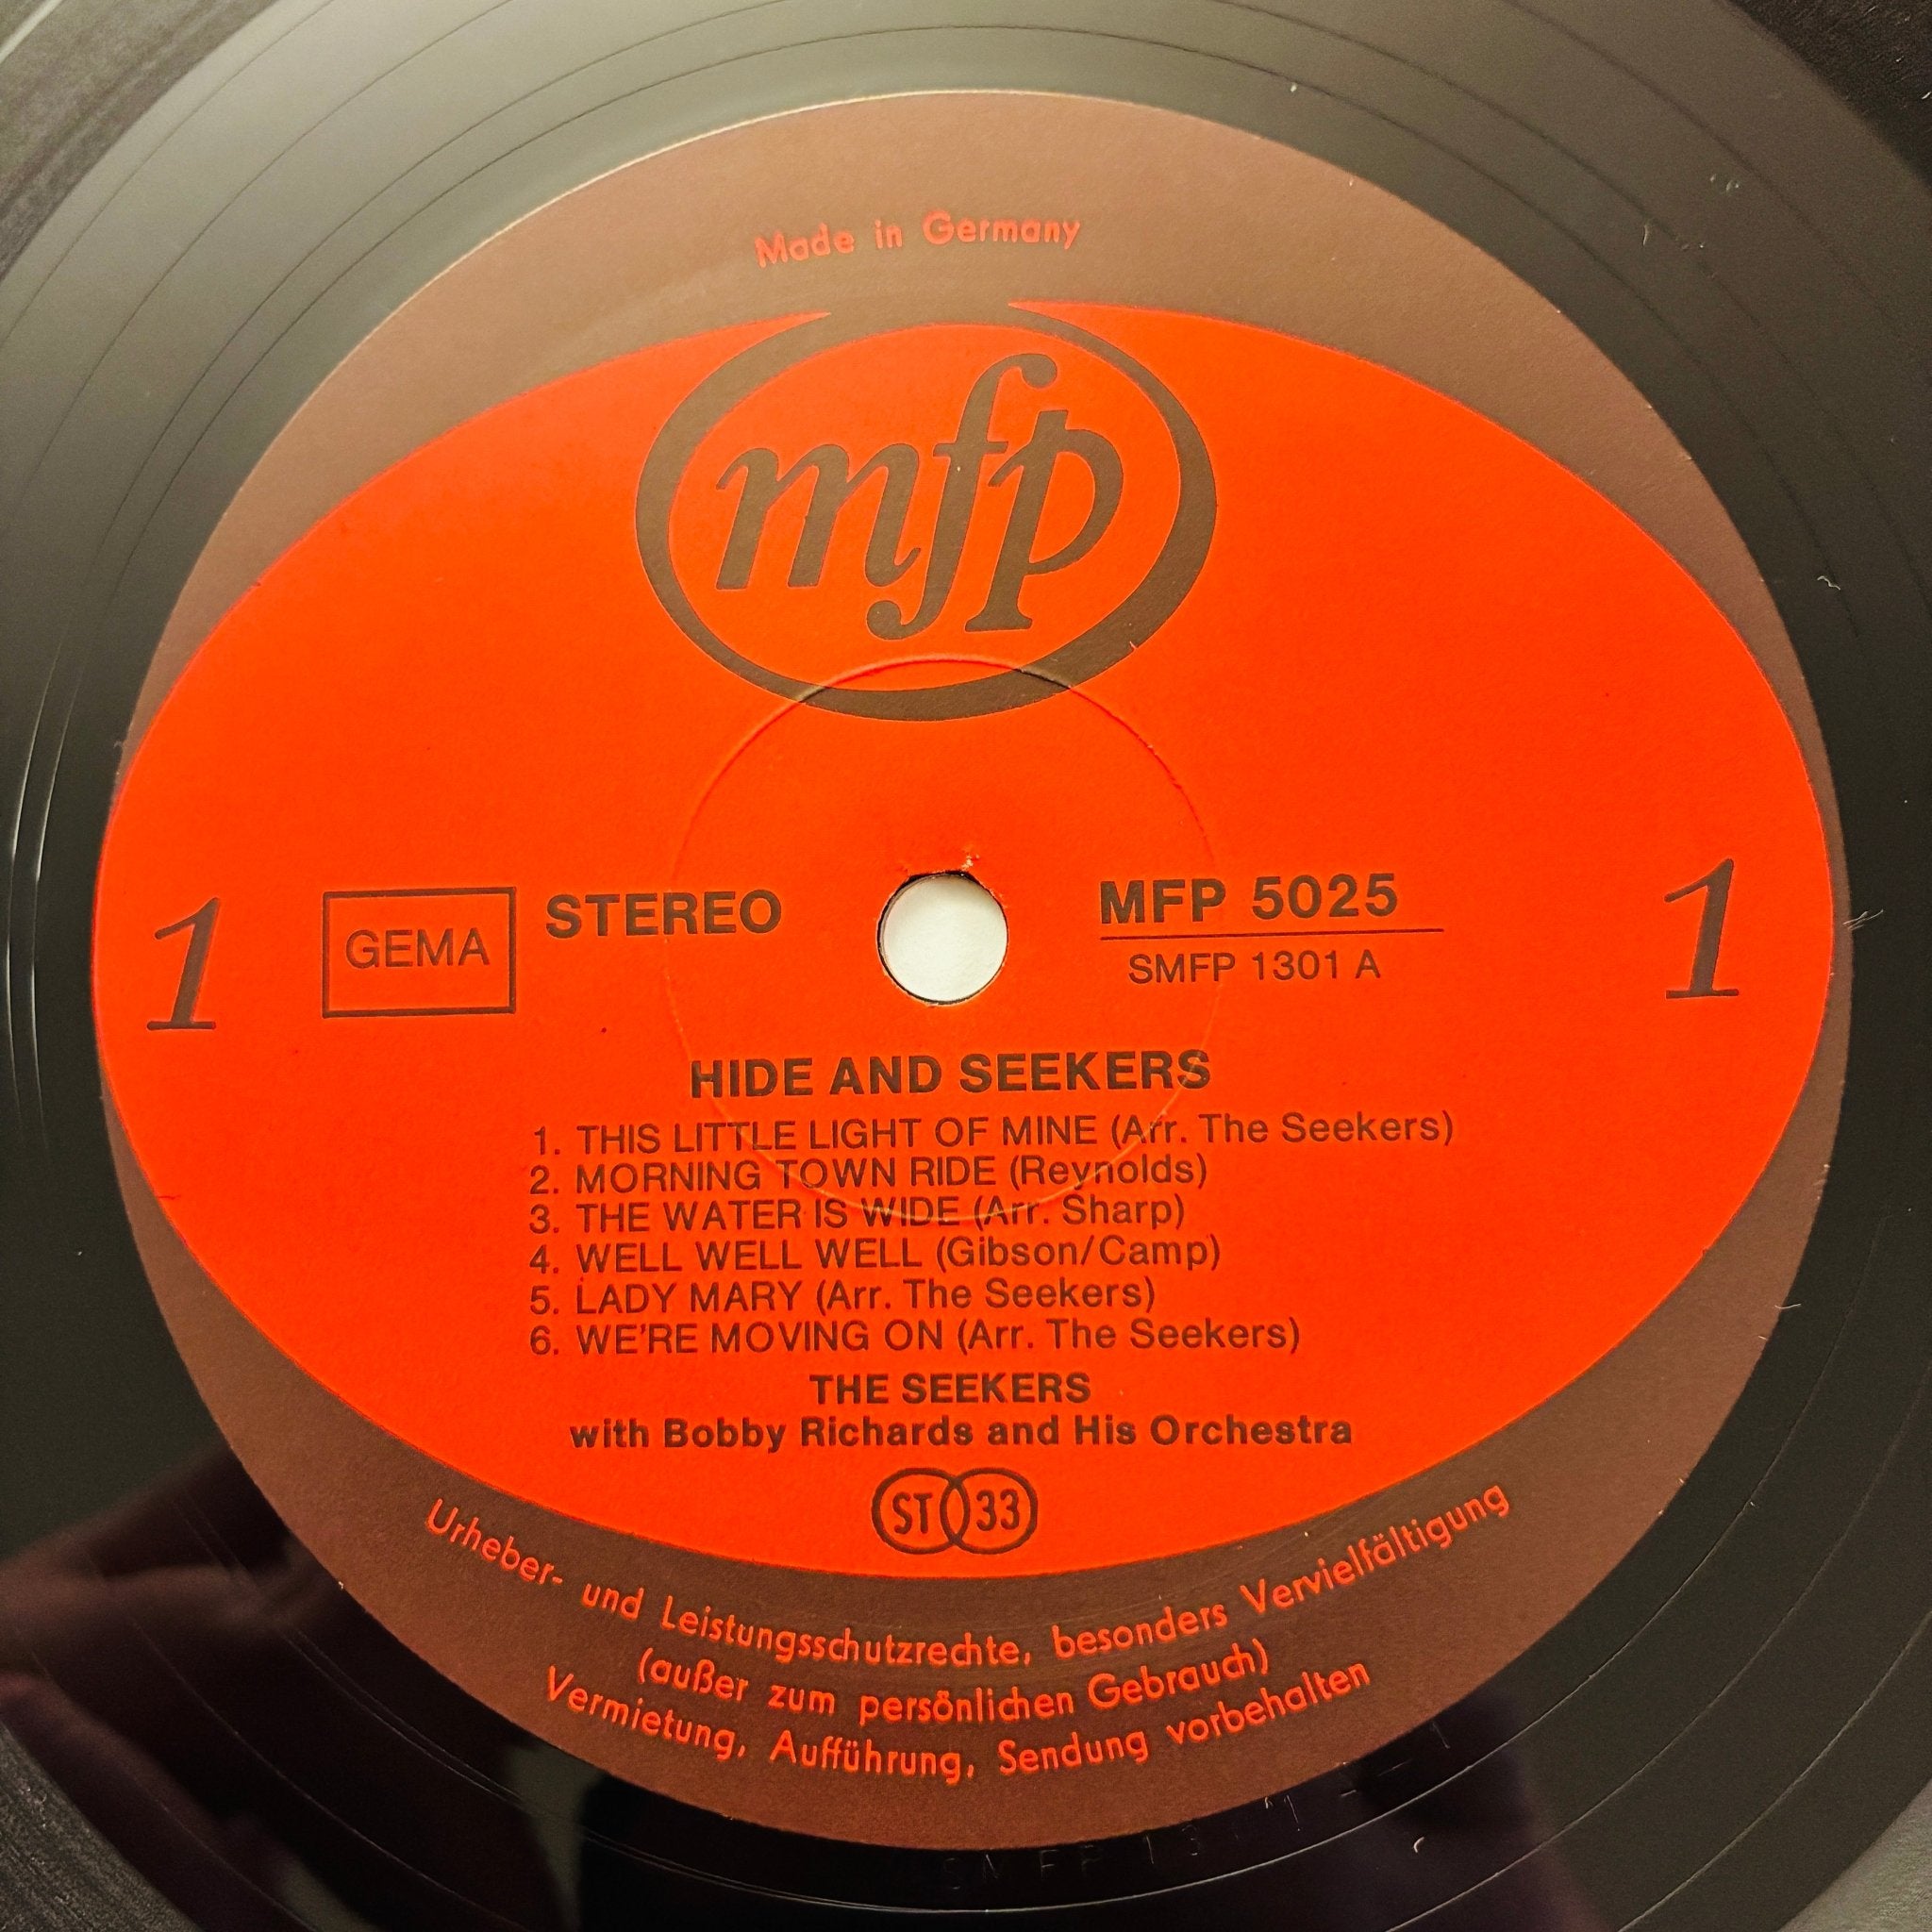 Made in Germany
mfp
1
GEMA
STEREO
MFP 5025
SMFP 1301 A
1
HIDE AND SEEKERS
1. THIS LITTLE LIGHT OF MINE (Arr. The Seekers)
2. MORNING TOWN RIDE (Reynolds)
3. THE WATER IS WIDE (Arr. Sharp)
4. WELL WELL WELL (Gibson/Camp)
5. LADY MARY (Arr. The Seekers)
6. WE'RE MOVING ON (Arr. The Seekers)
THE SEEKERS
with Bobby Richards and His Orchestra
ST 33
Urheber- und Leistungsschutzrechte, besonders Vervielfältigung
(außer zum persönlichen Gebrauch)
Vermietung, Aufführung, Sendung vorbehalten